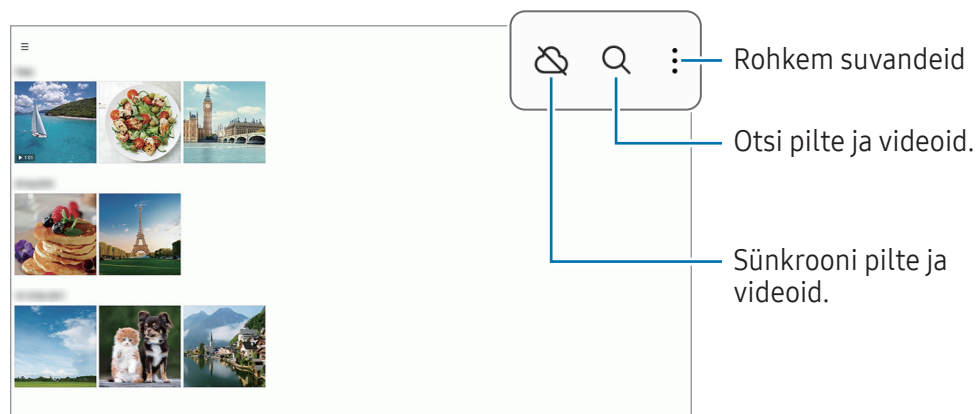 Rohkem suvandeid
Otsi pilte ja videoid.
Sünkrooni pilte ja
videoid.